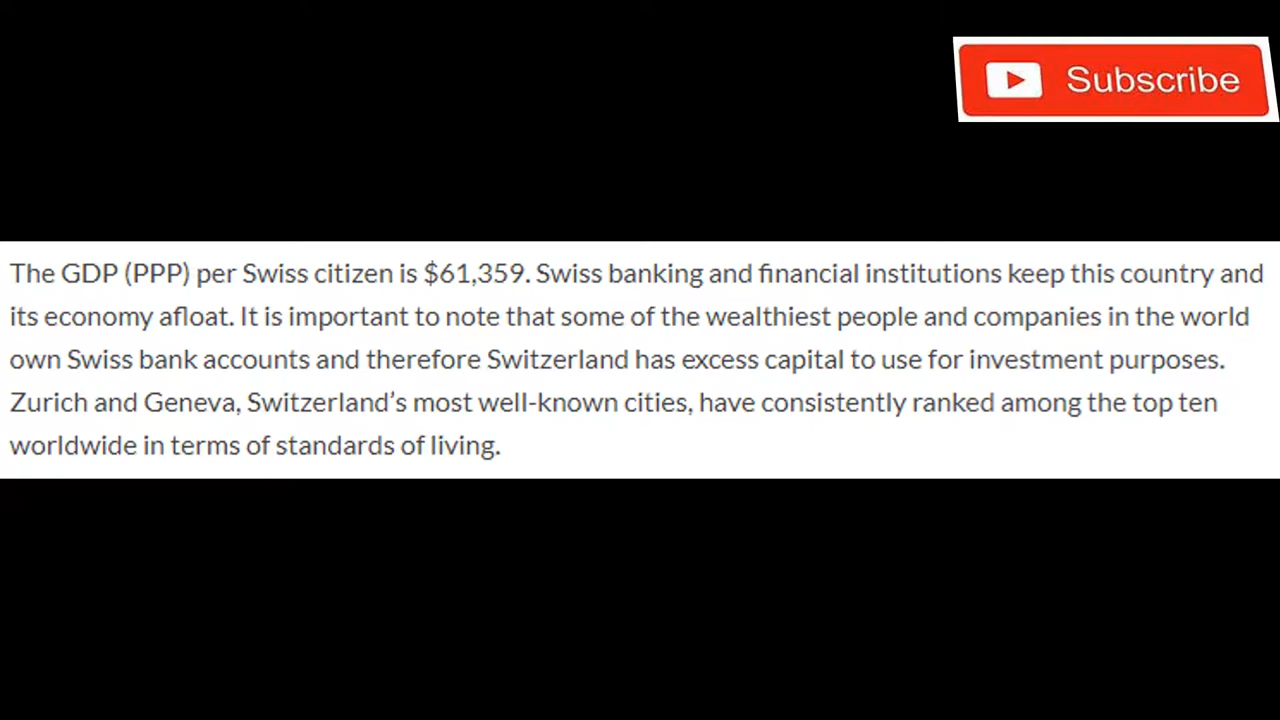 Subscribe
The GDP (PPP) per Swiss citizen is $61,359. Swiss banking and financial institutions keep this country and
its economy afloat. It is important to note that some of the wealthiest people and companies in the world
own Swiss bank accounts and therefore Switzerland has excess capital to use for investment purposes.
Zurich and Geneva, Switzerland’s most well-known cities, have consistently ranked among the top ten
worldwide in terms of standards of living.